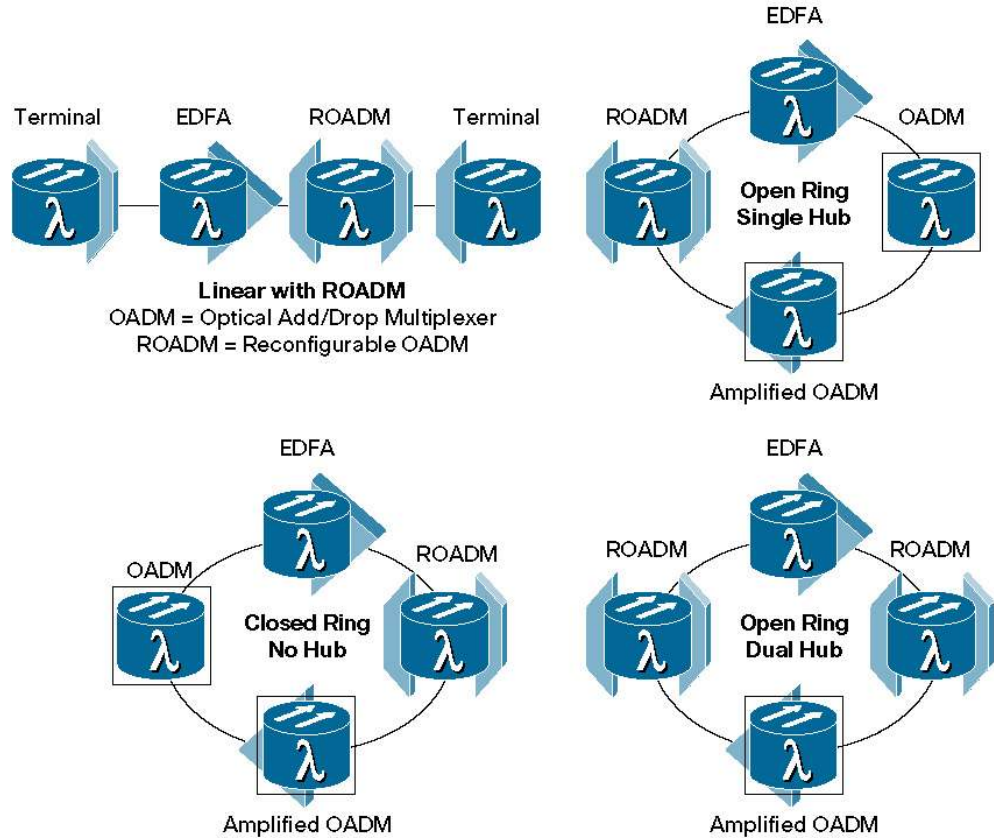 Terminal
EDFA
ROADM
Terminal
λ
λ
λ
λ
Linear with ROADM
OADM = Optical Add/Drop Multiplexer
ROADM = Reconfigurable OADM
EDFA
λ
ROADM
λ
OADM
λ
Open Ring
Single Hub
λ
Amplified OADM
EDFA
λ
OADM
λ
ROADM
λ
Closed Ring
No Hub
λ
Amplified OADM
EDFA
λ
ROADM
λ
ROADM
λ
Open Ring
Dual Hub
λ
Amplified OADM